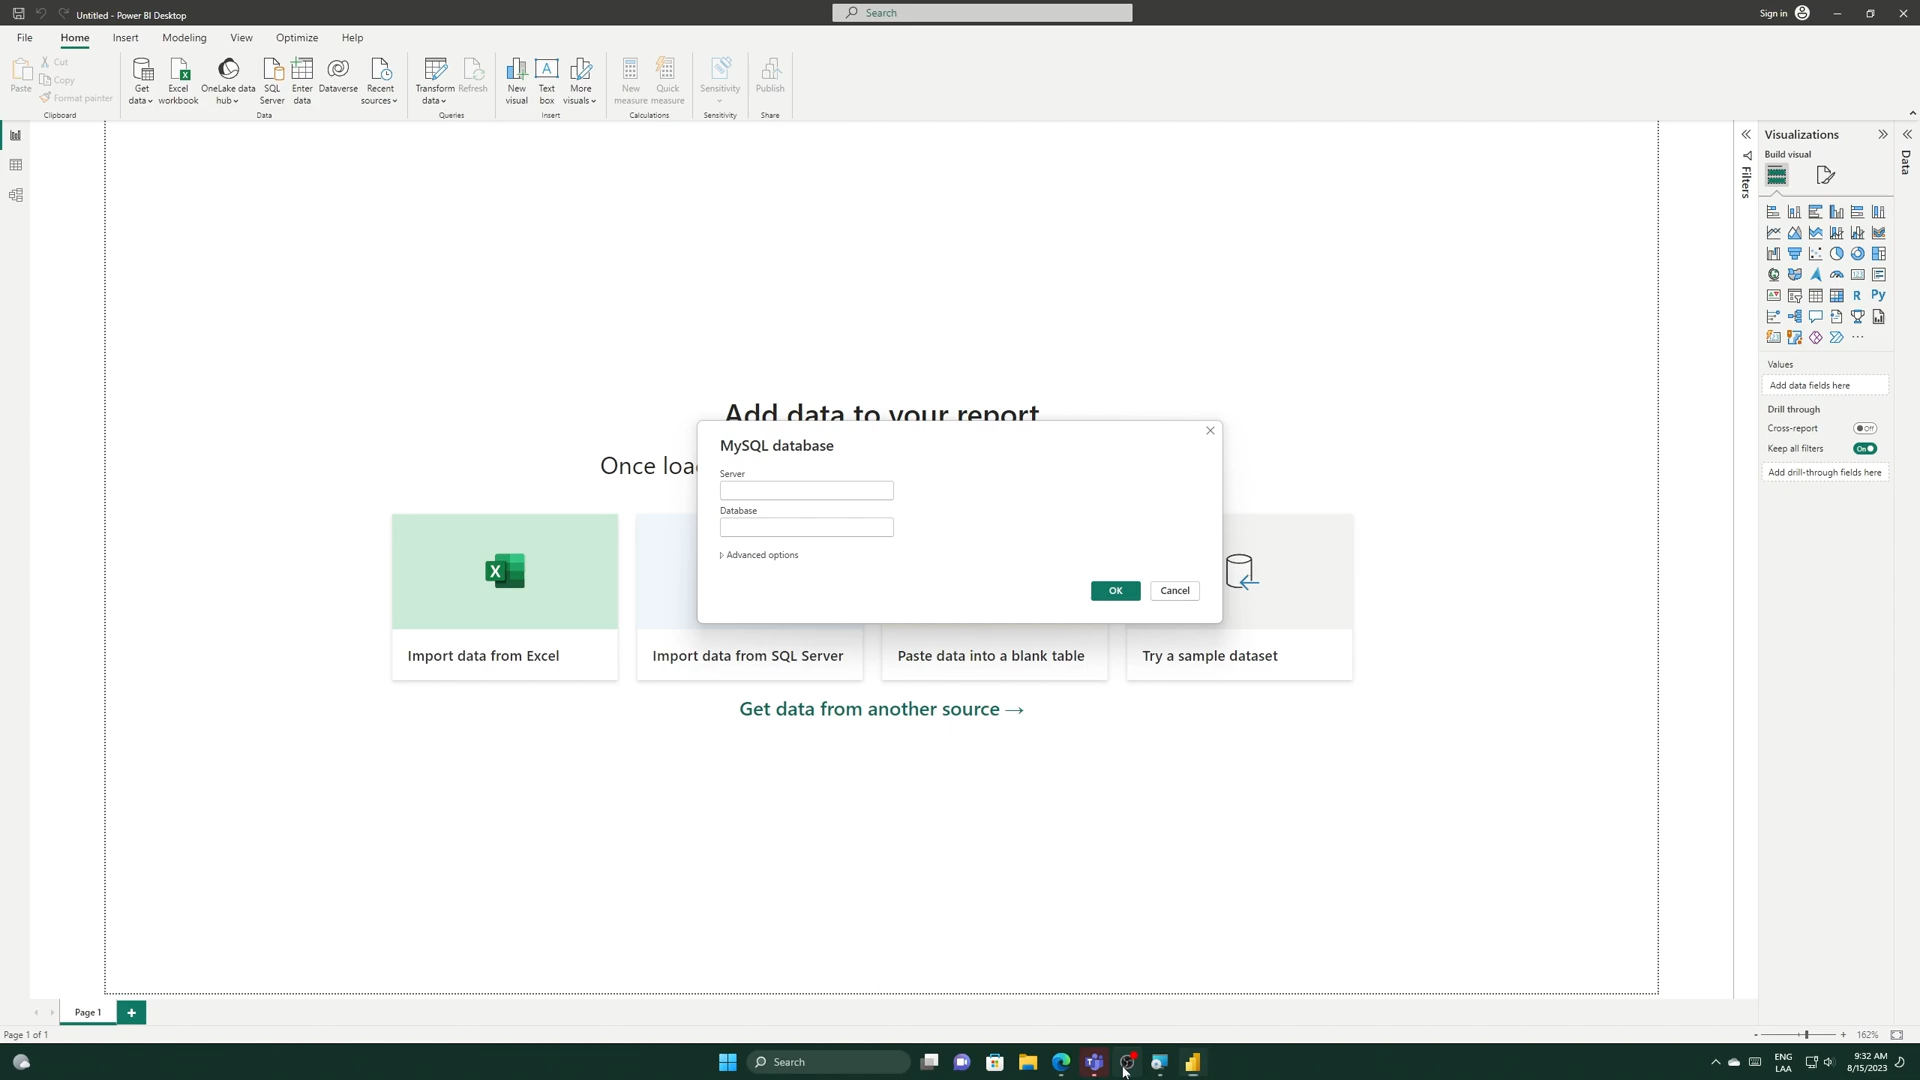 Untitled - Power BI Desktop
Search
Sign in
File Home Insert Modeling View Optimize Help
Paste
Cut
Copy
Format painter
Clipboard
Get data
Excel workbook
OneLake data hub
SQL Server
Enter data
Dataverse
Recent sources
Data
Transform data
Refresh
Queries
New visual
Text box
More visuals
Insert
New measure
Quick measure
Calculations
Sensitivity
Sensitivity
Publish
Share
Filters
Visualizations
Build visual
Data
R
Py
123
Values
Add data fields here
Drill through
Cross-report
Off
Keep all filters
On
Add drill-through fields here
Add data to your report
Once loa
MySQL database
Server
Database
Advanced options
OK
Cancel
Import data from Excel
Import data from SQL Server
Paste data into a blank table
Try a sample dataset
Get data from another source →
Page 1
+
Page 1 of 1
- + 162%
Search
ENG
LAA
9:32 AM
8/15/2023